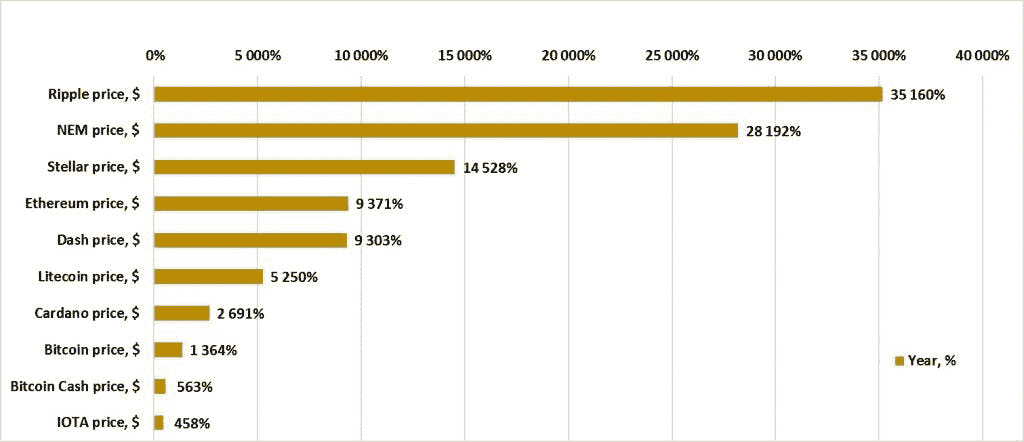 0% 5 000% 10 000% 15 000% 20 000% 25 000% 30 000% 35 000% 40 000%
Ripple price, $ 35 160%
NEM price, $ 28 192%
Stellar price, $ 14 528%
Ethereum price, $ 9 371%
Dash price, $ 9 303%
Litecoin price, $ 5 250%
Cardano price, $ 2 691%
Bitcoin price, $ 1 364%
Year, %
Bitcoin Cash price, $ 563%
IOTA price, $ 458%